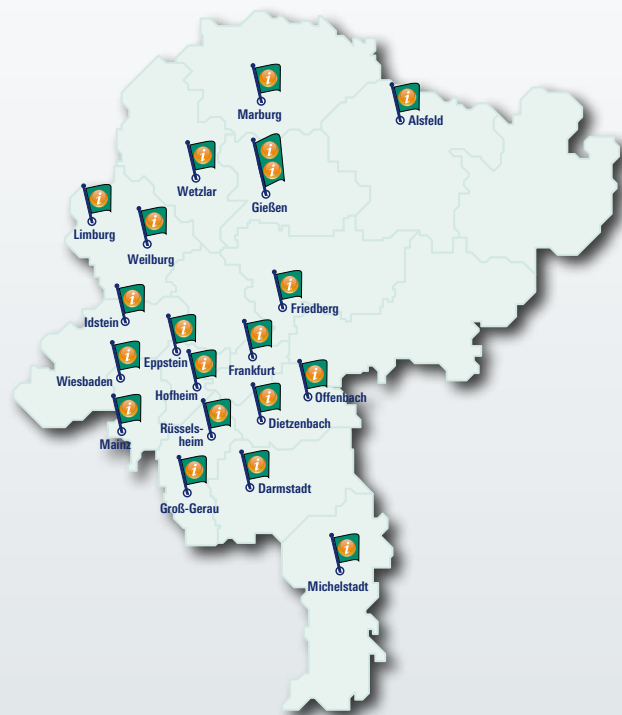 i
Marburg
i
Alsfeld
i
Wetzlar
i
i
Gießen
i
Limburg
i
Weilburg
i
Friedberg
i
Idstein
i
Eppstein
i
Frankfurt
i
Wiesbaden
i
Hofheim
i
Offenbach
i
Mainz
i
Rüssels-
heim
i
Dietzenbach
i
Groß-Gerau
i
Darmstadt
i
Michelstadt